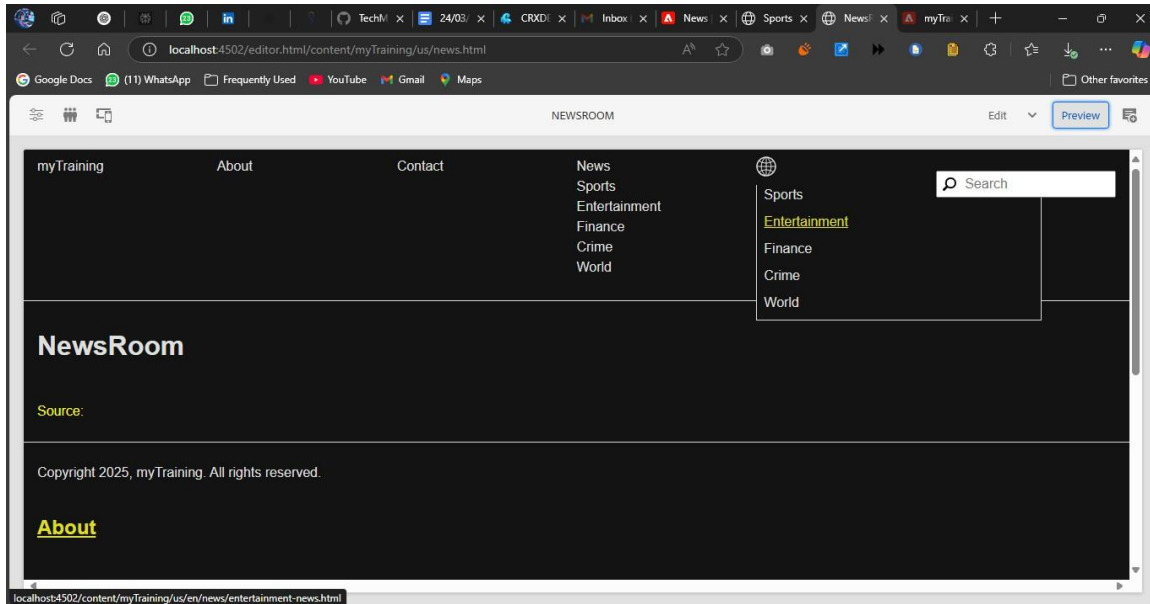 TechM
24/03/
CRXDE
Inbox
News
Sports
News
myTrai
localhost:4502/editor.html/content/myTraining/us/news.html
Google Docs
(11) WhatsApp
Frequently Used
YouTube
Gmail
Maps
Other favorites
NEWSROOM
Edit
Preview
myTraining
About
Contact
News
Sports
Entertainment
Finance
Crime
World
Sports
Entertainment
Finance
Crime
World
Search
NewsRoom
Source:
Copyright 2025, myTraining. All rights reserved.
About
localhost:4502/content/myTraining/us/en/news/entertainment-news.html